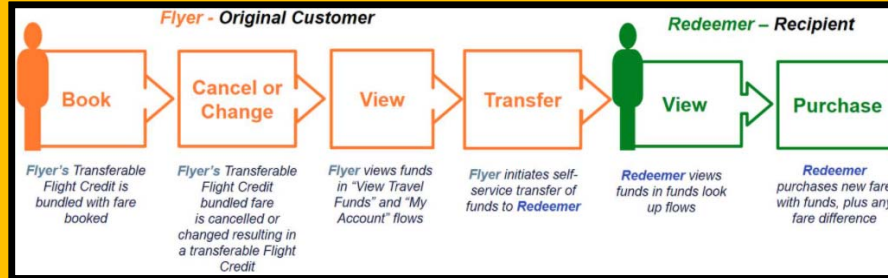 Flyer - Original Customer
Redeemer – Recipient
Book
Cancel or
Change
View
Transfer
View
Purchase
Flyer's Transferable
Flight Credit is
bundled with fare
booked
Flyer's Transferable
Flight Credit
bundled fare
is cancelled or
changed resulting in
a transferable Flight
Credit
Flyer views funds
in "View Travel
Funds" and "My
Account" flows
Flyer initiates self-
service transfer of
funds to Redeemer
Redeemer views
funds in funds look
up flows
Redeemer
purchases new fare
with funds, plus any
fare difference